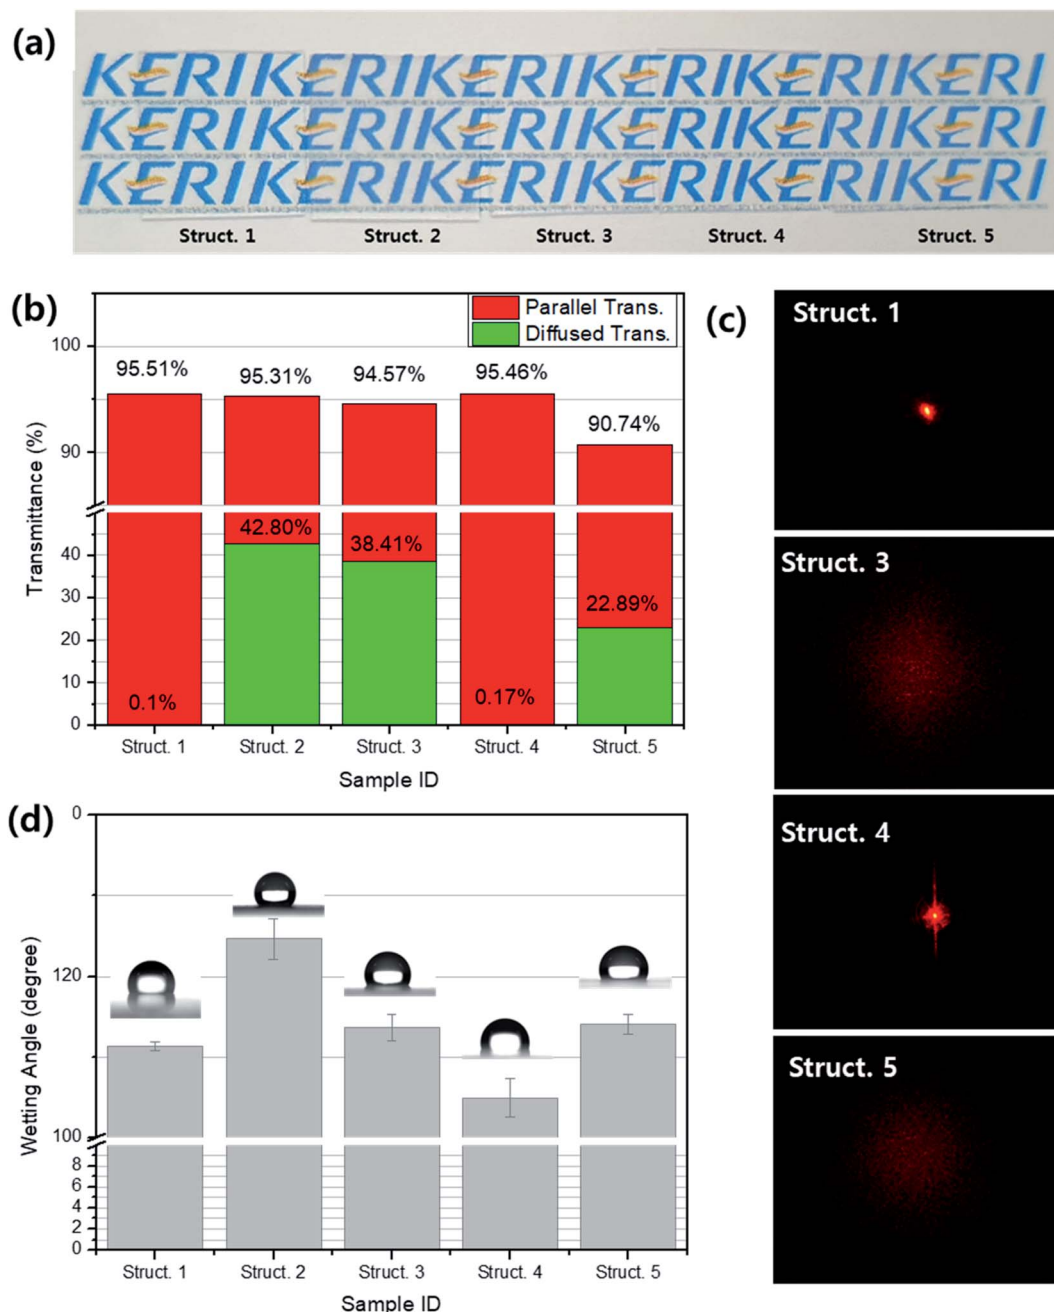 (a)
KERIKERIKERIKERIKERI
KERIKERIKERIKERIKERI
KERIKERIKERIKERIKERI
Struct. 1 Struct. 2 Struct. 3 Struct. 4 Struct. 5
(b)
Parallel Trans.
Diffused Trans.
Transmittance (%)
100
90
40
30
20
10
0
95.51%
95.31%
94.57%
95.46%
90.74%
42.80%
38.41%
22.89%
0.1%
0.17%
Struct. 1 Struct. 2 Struct. 3 Struct. 4 Struct. 5
Sample ID
(c)
Struct. 1
Struct. 3
Struct. 4
Struct. 5
(d)
Wetting Angle (degree)
0
120
100
8
6
4
2
0
Struct. 1 Struct. 2 Struct. 3 Struct. 4 Struct. 5
Sample ID